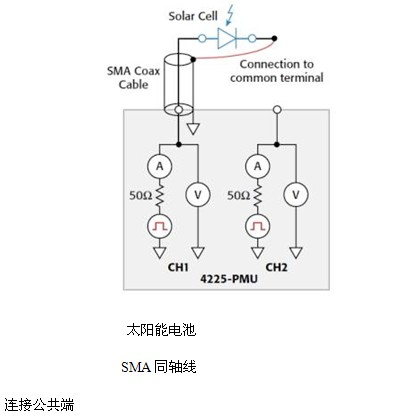 Solar Cell
SMA Coax
Cable
Connection to
common terminal
A
A
50Ω
V
50Ω
V
CH1
CH2
4225-PMU
太阳能电池
SMA 同轴线
连接公共端